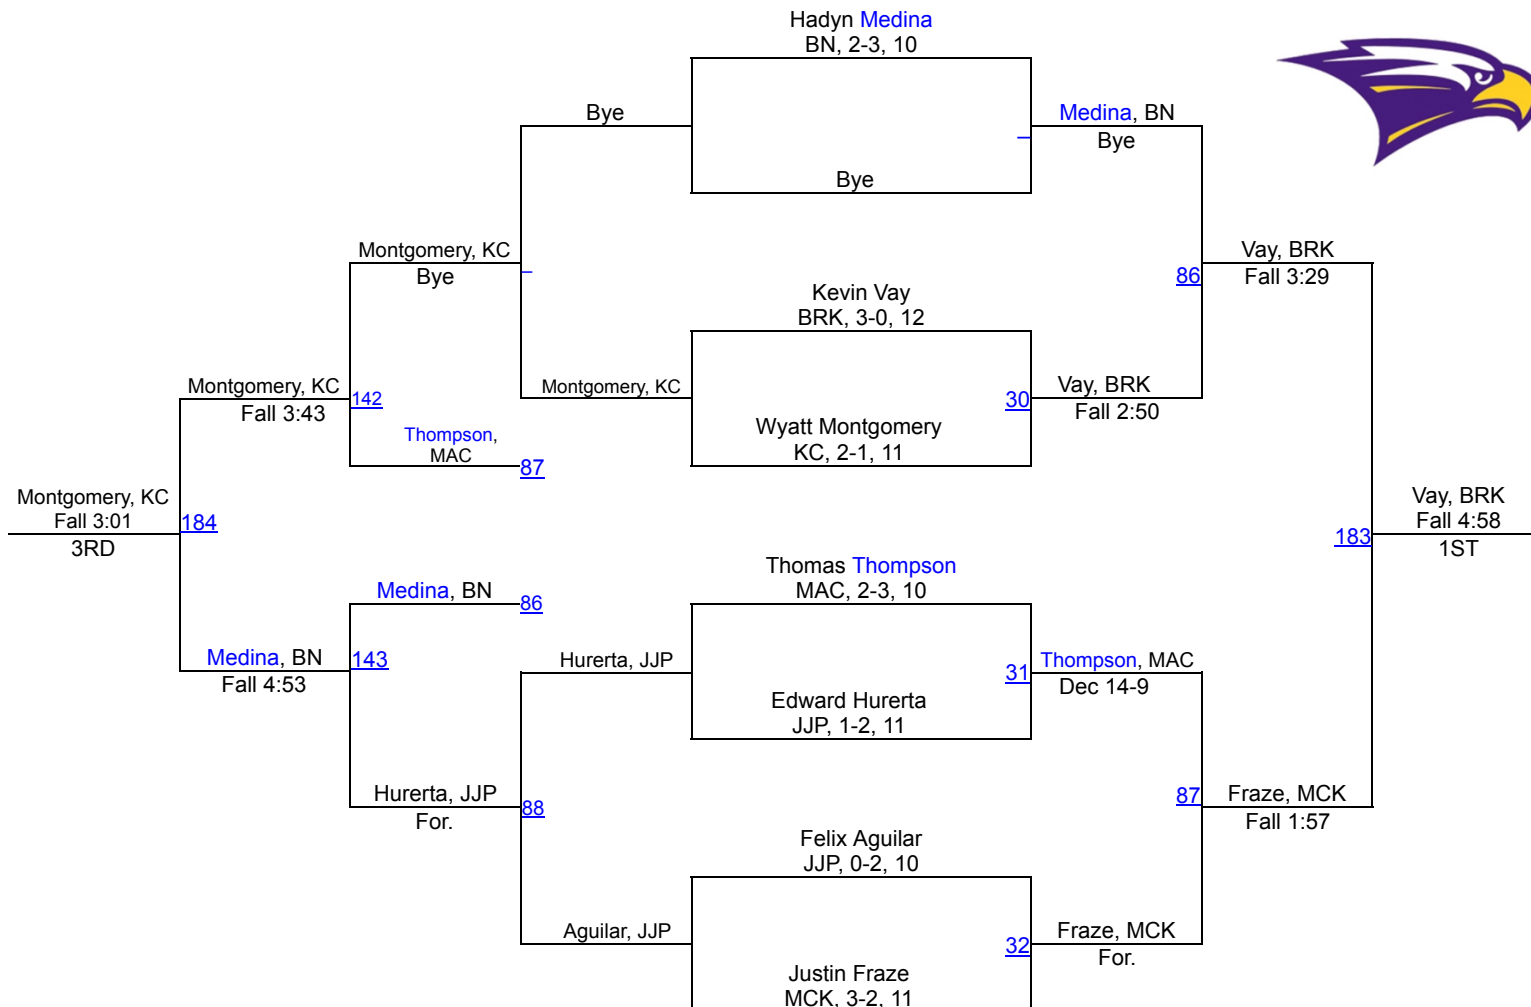 Hadyn Medina
BN, 2-3, 10
Bye
Medina, BN
Bye
Bye
Montgomery, KC
Bye
Vay, BRK
Fall 3:29
86
Kevin Vay
BRK, 3-0, 12
Montgomery, KC
Fall 3:43
142
Montgomery, KC
Vay, BRK
Fall 2:50
30
Wyatt Montgomery
KC, 2-1, 11
Thompson,
MAC
87
Montgomery, KC
Fall 3:01
3RD
184
Vay, BRK
Fall 4:58
1ST
183
Thomas Thompson
MAC, 2-3, 10
Medina, BN
86
Medina, BN
Fall 4:53
143
Hurerta, JJP
31
Thompson, MAC
Dec 14-9
Edward Hurerta
JJP, 1-2, 11
Hurerta, JJP
For.
88
87
Fraze, MCK
Fall 1:57
Felix Aguilar
JJP, 0-2, 10
Aguilar, JJP
32
Fraze, MCK
For.
Justin Fraze
MCK, 3-2, 11